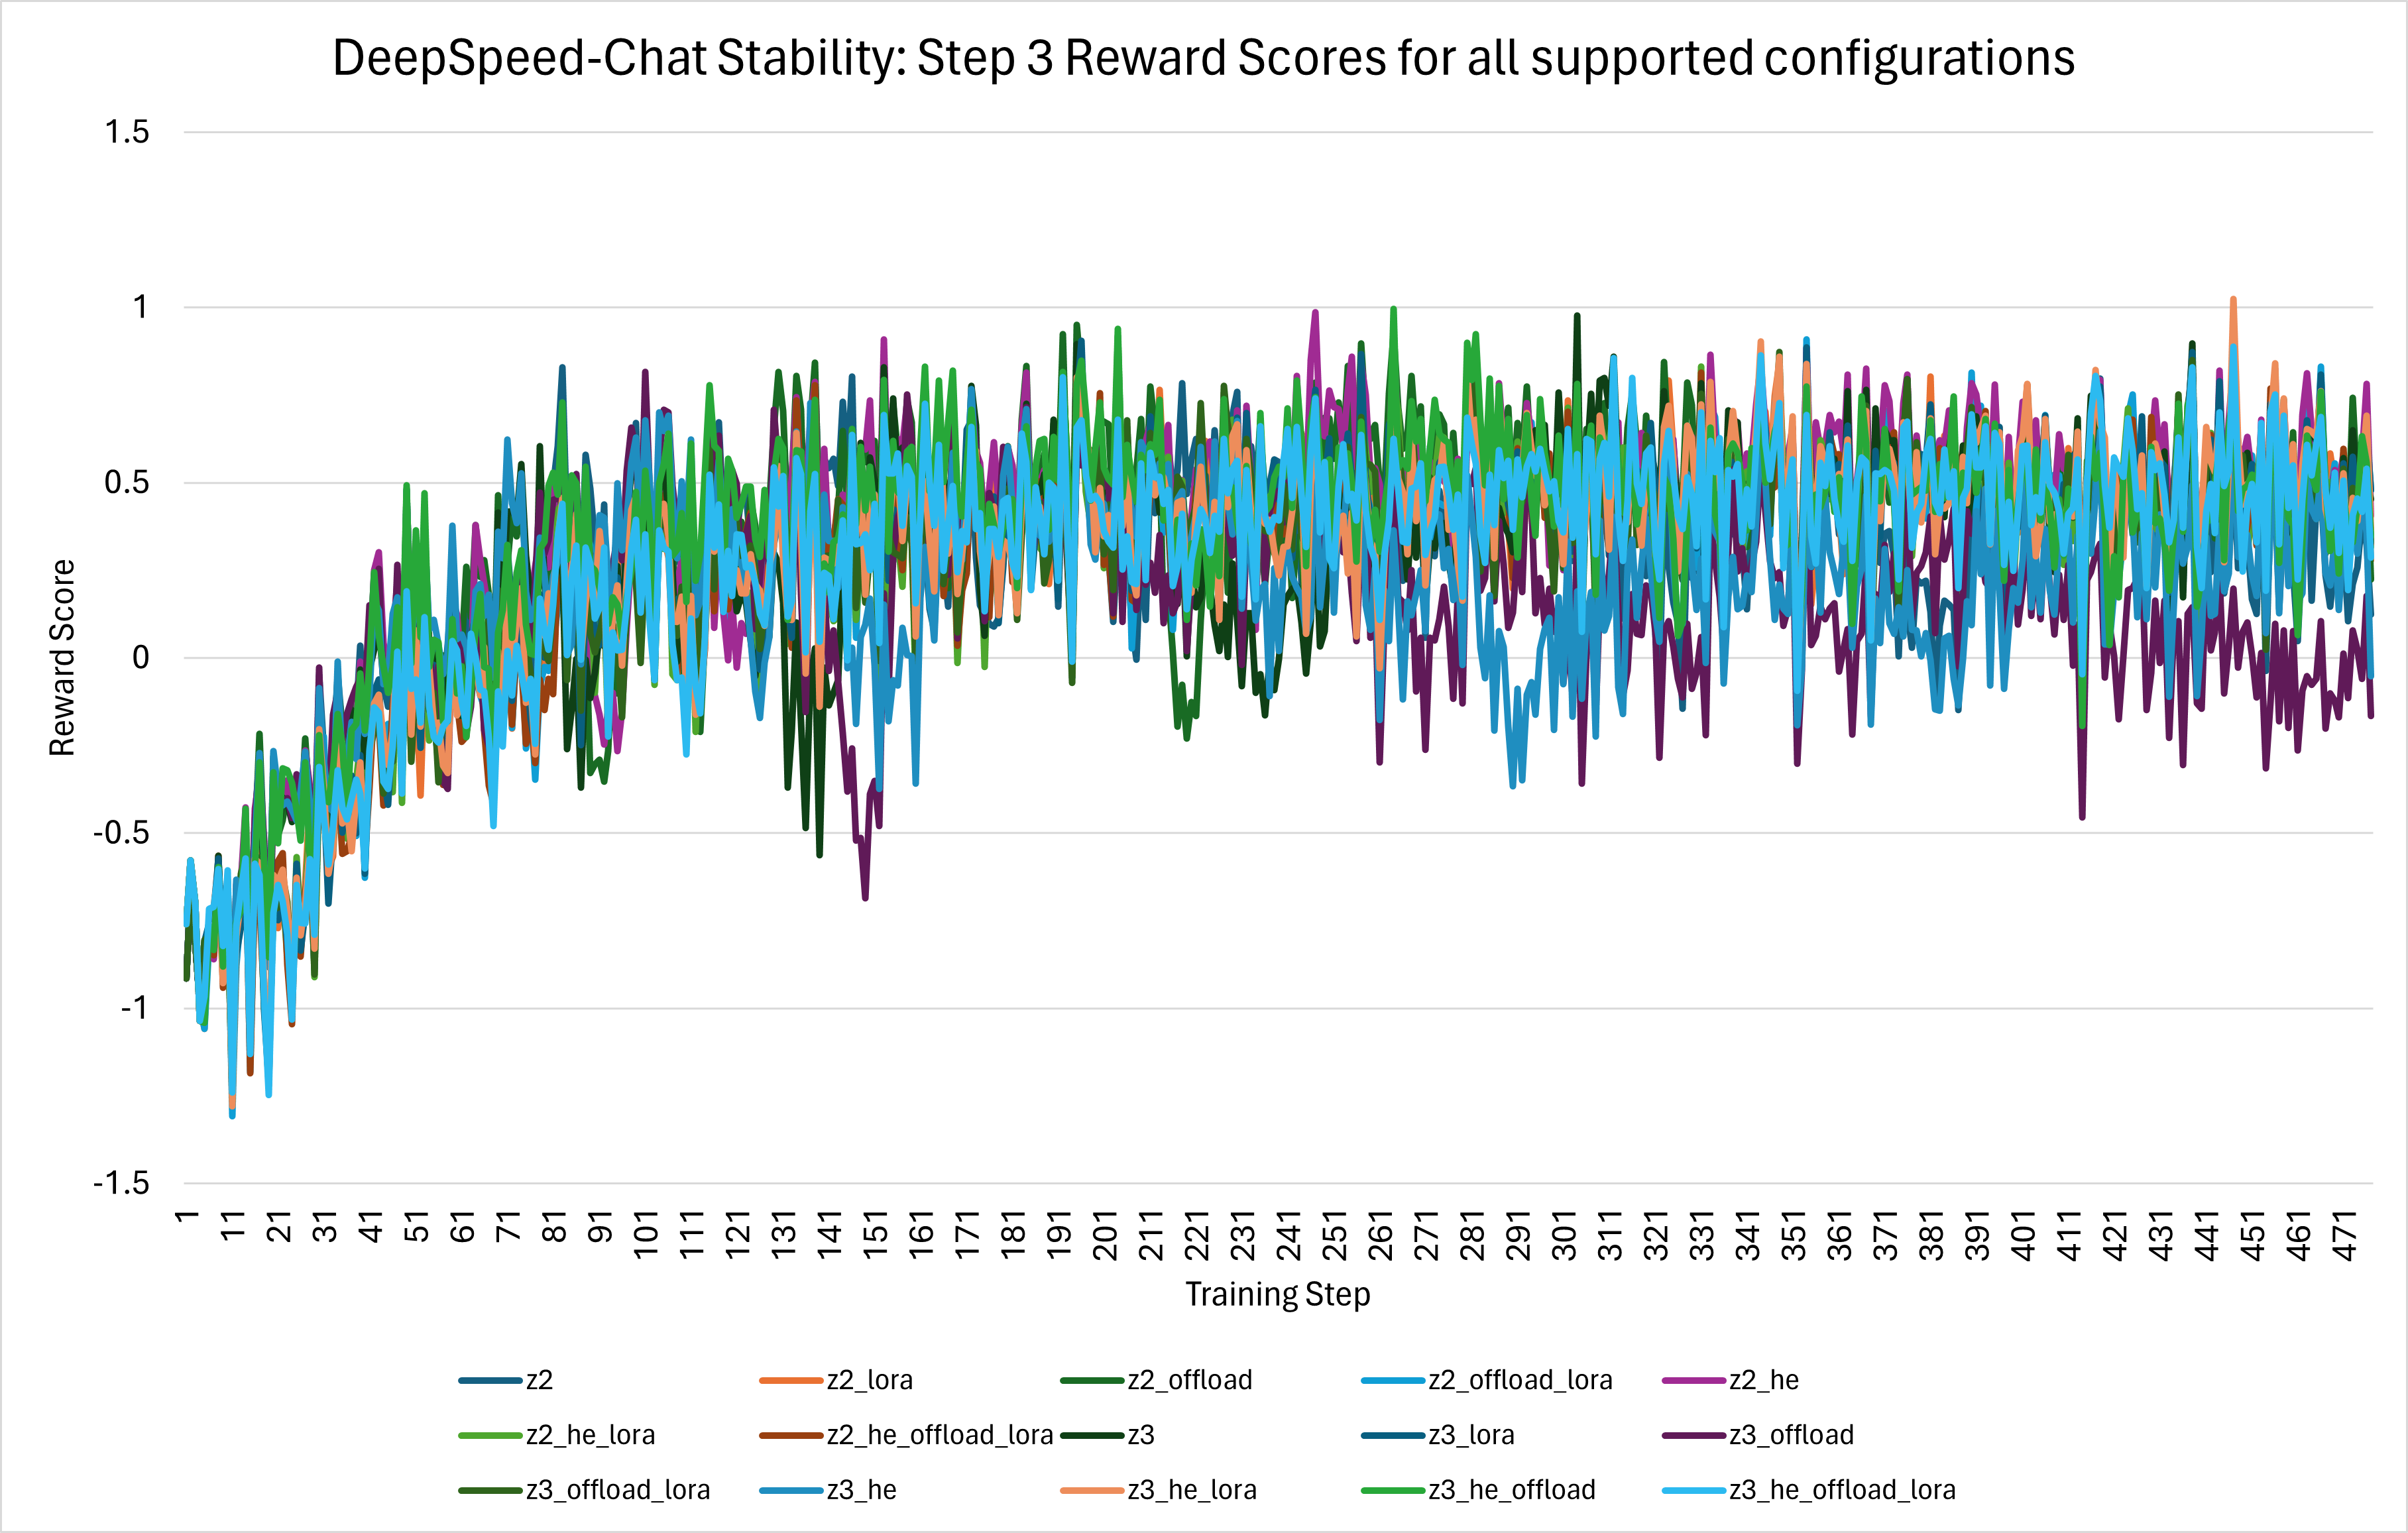 DeepSpeed-Chat Stability: Step 3 Reward Scores for all supported configurations
1.5
1
0.5
0
-0.5
-1
-1.5
Reward Score
1 11 21 31 41 51 61 71 81 91 101 111 121 131 141 151 161 171 181 191 201 211 221 231 241 251 261 271 281 291 301 311 321 331 341 351 361 371 381 391 401 411 421 431 441 451 461 471
Training Step
z2 z2_lora z2_offload z2_offload_lora z2_he
z2_he_lora z2_he_offload_lora z3 z3_lora z3_offload
z3_offload_lora z3_he z3_he_lora z3_he_offload z3_he_offload_lora